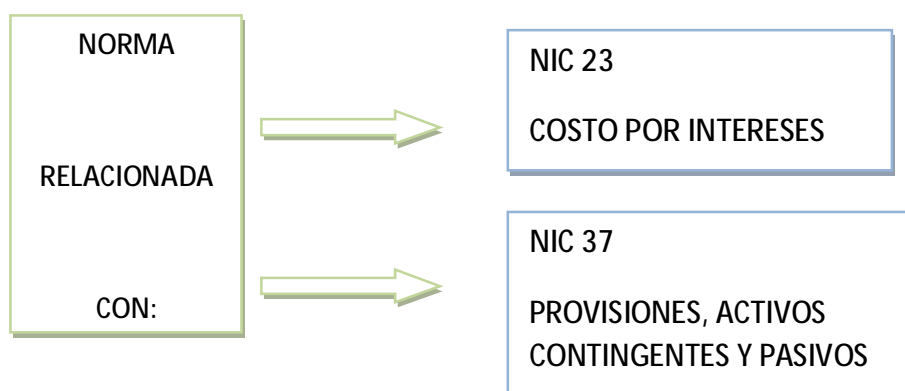 NORMA
RELACIONADA
CON:
NIC 23
COSTO POR INTERESES
NIC 37
PROVISIONES, ACTIVOS
CONTINGENTES Y PASIVOS